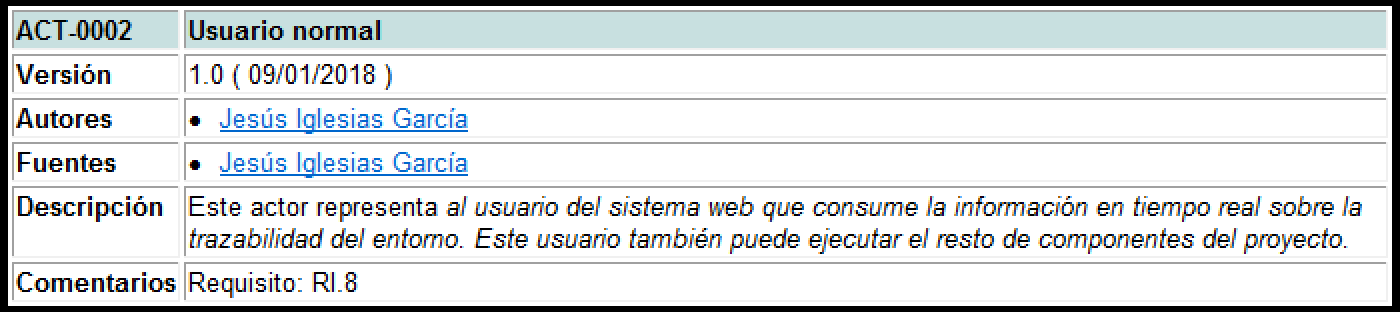 ACT-0002 Usuario normal
Versión 1.0 ( 09/01/2018 )
Autores • Jesús Iglesias García
Fuentes • Jesús Iglesias García
Descripción Este actor representa al usuario del sistema web que consume la información en tiempo real sobre la
trazabilidad del entorno. Este usuario también puede ejecutar el resto de componentes del proyecto.
Comentarios Requisito: RI.8